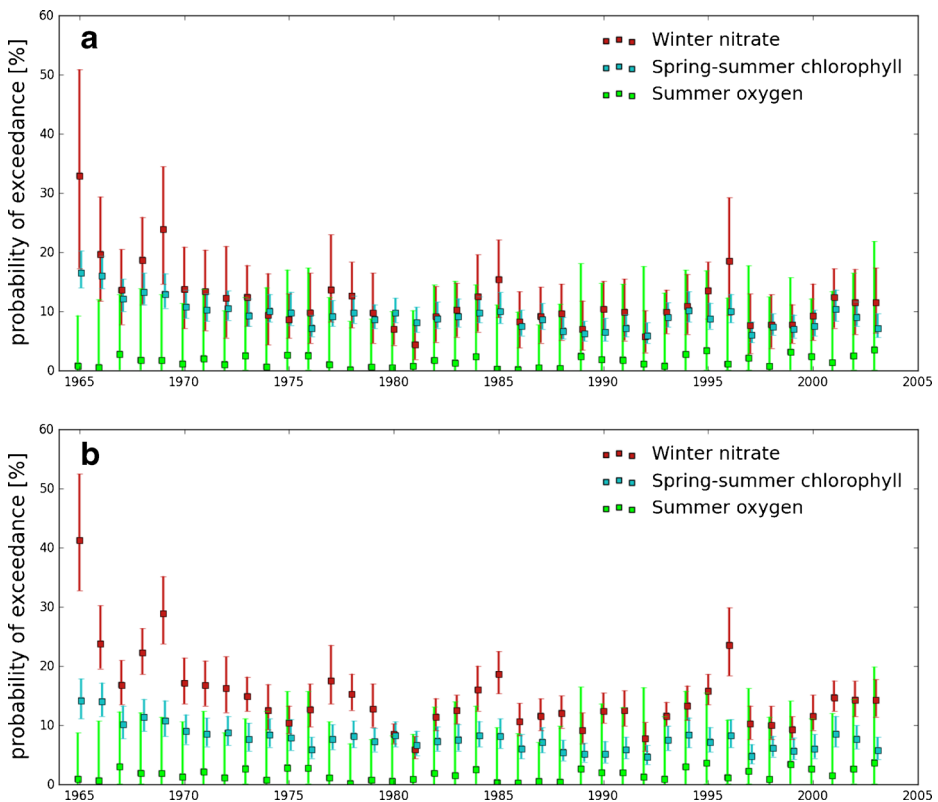 a
probability of exceedance [%]
60
50
40
30
20
10
0
Winter nitrate
Spring-summer chlorophyll
Summer oxygen
1965 1970 1975 1980 1985 1990 1995 2000 2005
b
probability of exceedance [%]
60
50
40
30
20
10
0
Winter nitrate
Spring-summer chlorophyll
Summer oxygen
1965 1970 1975 1980 1985 1990 1995 2000 2005